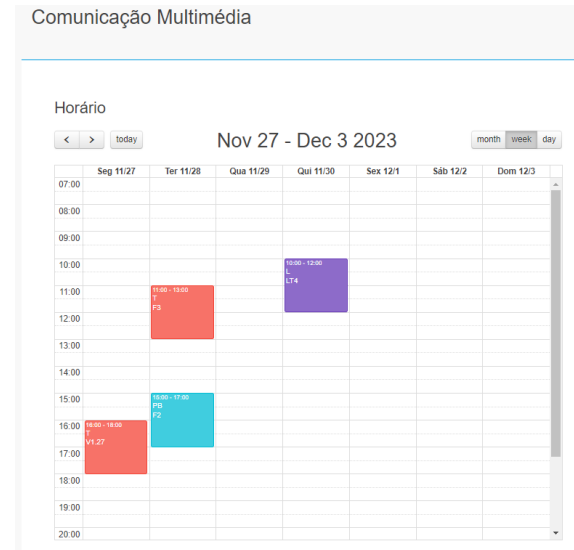 Comunicação Multimédia
Horário
< > today
Nov 27 - Dec 3 2023
month week day
Seg 11/27 Ter 11/28 Qua 11/29 Qui 11/30 Sex 12/1 Sáb 12/2 Dom 12/3
07:00
08:00
09:00
10:00
10:00 - 12:00
L
LT4
11:00
11:00 - 13:00
T
F3
12:00
13:00
14:00
15:00
15:00 - 17:00
PB
F2
16:00
16:00 - 18:00
T
V1.27
17:00
18:00
19:00
20:00